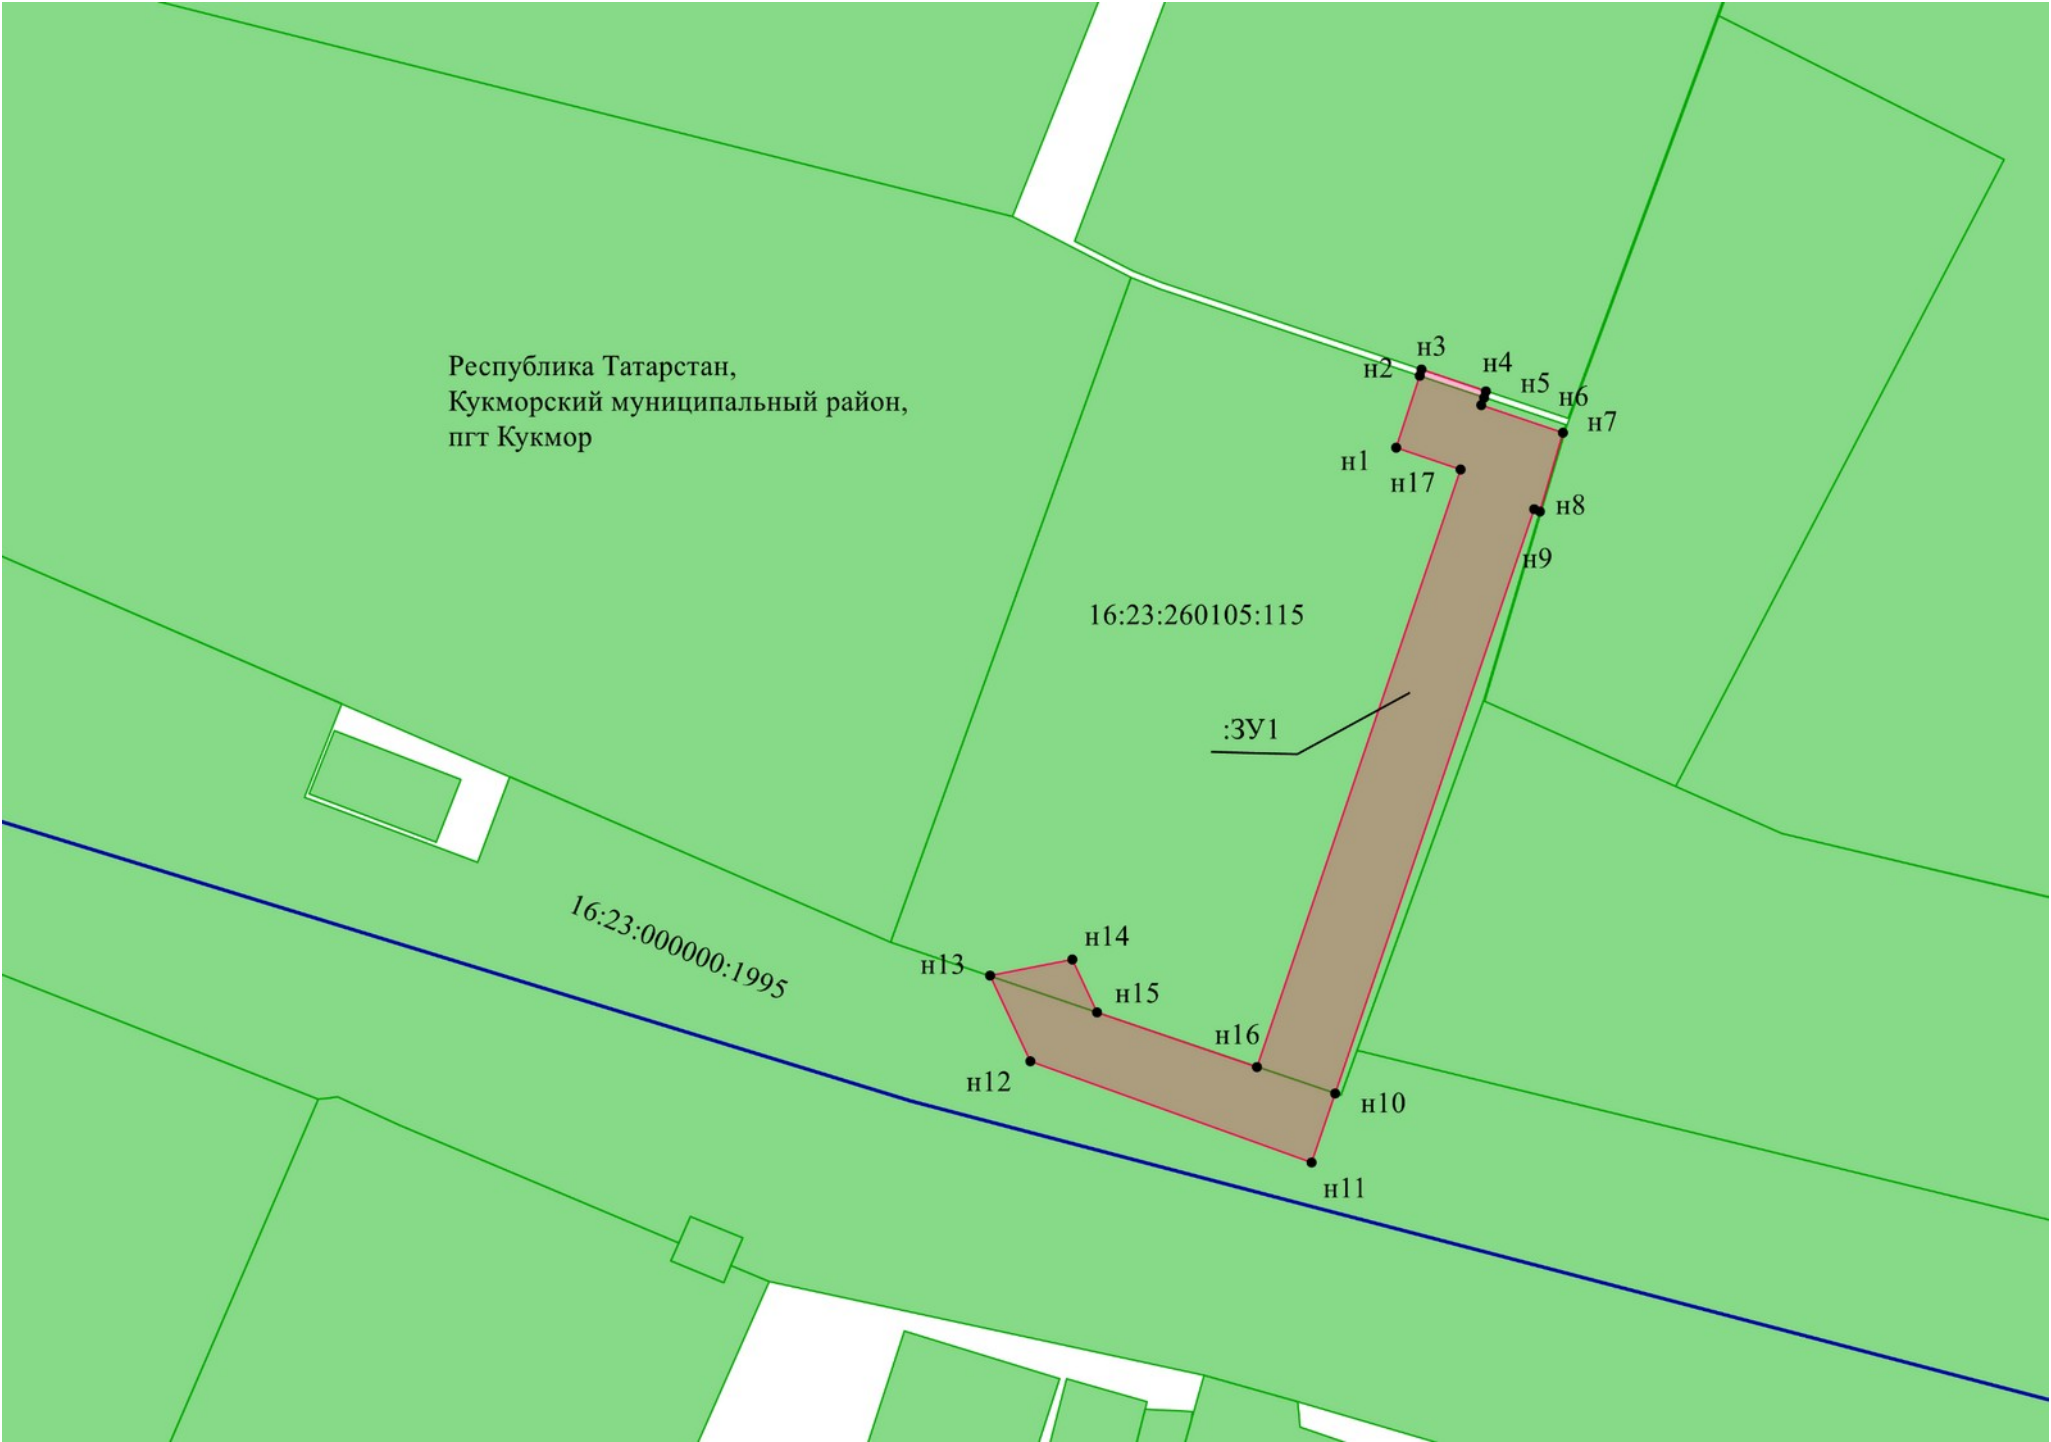 Республика Татарстан,
Кукморский муниципальный район,
пгт Кукмор
н3
н2
н4
н5
н6
н7
н1
н17
н8
н9
16:23:260105:115
:ЗУ1
16:23:000000:1995
н14
н13
н15
н16
н12
н10
н11